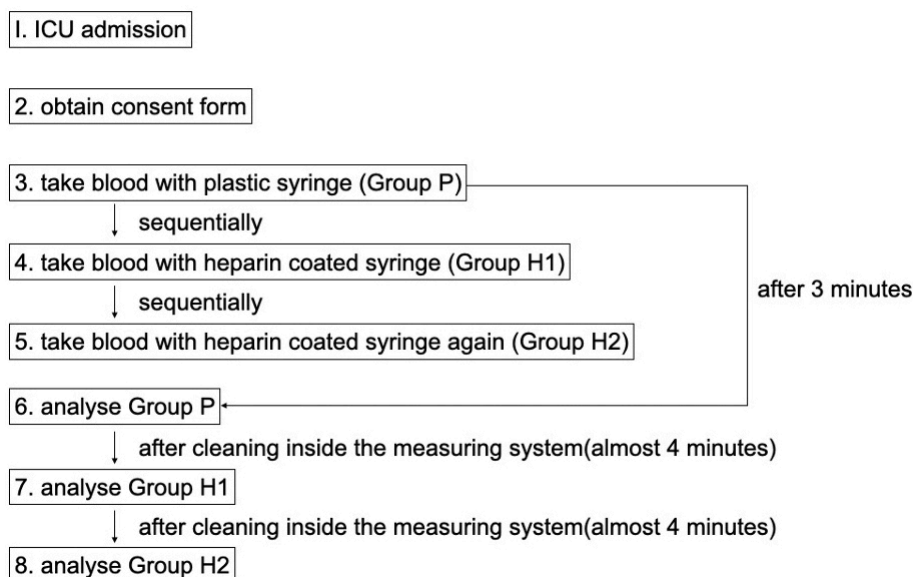 I. ICU admission
2. obtain consent form
3. take blood with plastic syringe (Group P)
sequentially
4. take blood with heparin coated syringe (Group H1)
after 3 minutes
sequentially
5. take blood with heparin coated syringe again (Group H2)
6. analyse Group P
after cleaning inside the measuring system(almost 4 minutes)
7. analyse Group H1
after cleaning inside the measuring system(almost 4 minutes)
8. analyse Group H2